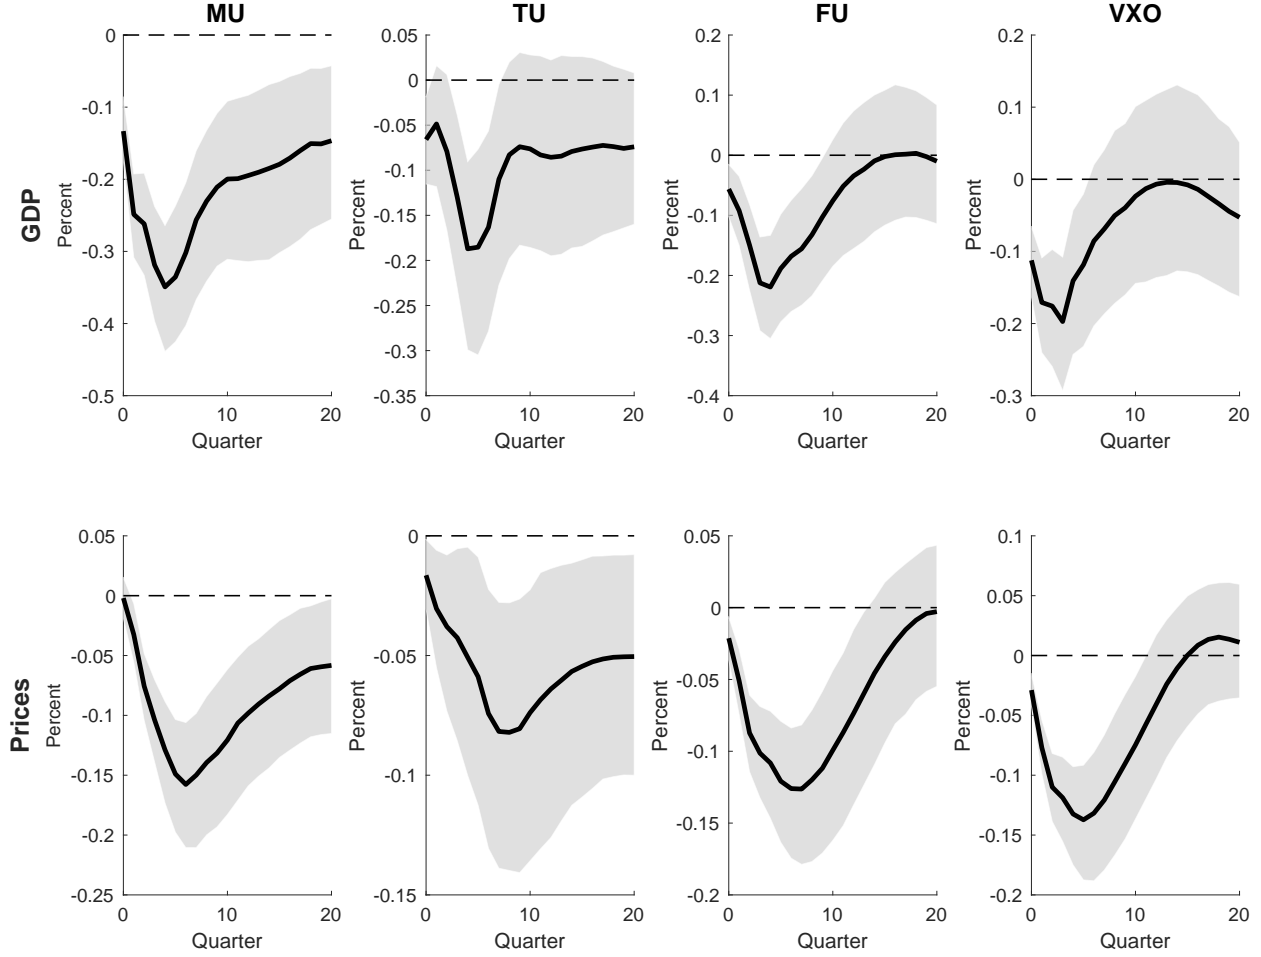 MU TU FU VXO
0 0.05 0.2 0.2
-0.1 0 0.1 0.1
-0.2 -0.05 0 0
-0.3 -0.1 -0.1 -0.1
-0.4 -0.15 -0.2 -0.2
-0.5 -0.2 -0.3 -0.3
-0.25 -0.4
-0.3
-0.35
GDP
Percent Percent Percent Percent
0 10 20 0 10 20 0 10 20 0 10 20
Quarter Quarter Quarter Quarter
0.05 0 0.05 0.1
0 -0.05 0 0.05
-0.05 -0.1 -0.05 0
-0.1 -0.15 -0.1 -0.05
-0.15 -0.15 -0.1
-0.2 -0.2 -0.15
-0.25 -0.2
Prices
Percent Percent Percent Percent
0 10 20 0 10 20 0 10 20 0 10 20
Quarter Quarter Quarter Quarter